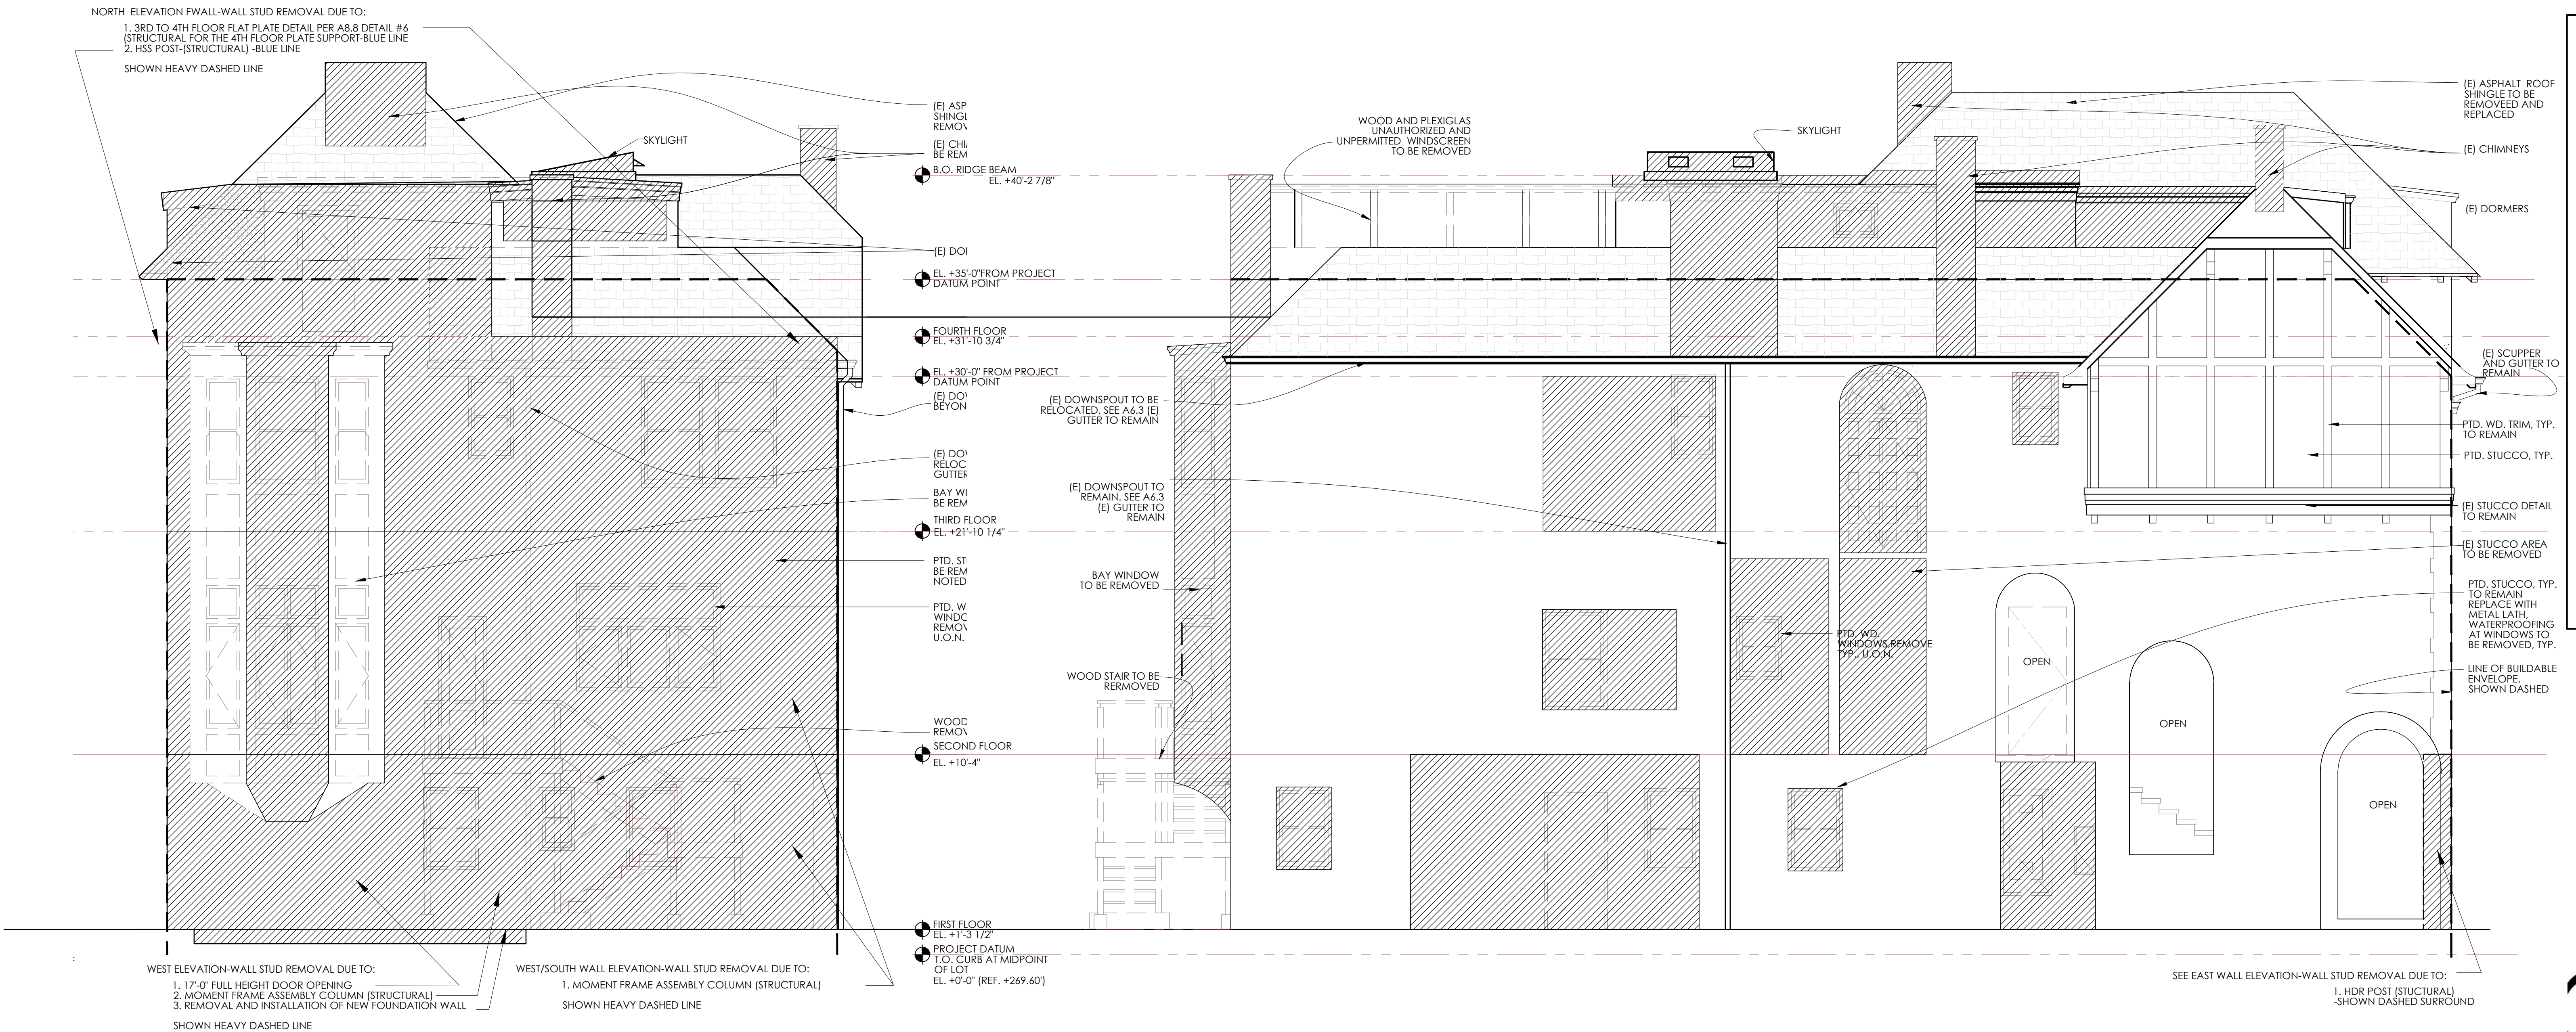 NORTH ELEVATION FWALL-WALL STUD REMOVAL DUE TO:
1. 3RD TO 4TH FLOOR FLAT PLATE DETAIL PER A8.8 DETAIL #6
(STRUCTURAL FOR THE 4TH FLOOR PLATE SUPPORT-BLUE LINE
2. HSS POST-(STRUCTURAL) -BLUE LINE
SHOWN HEAVY DASHED LINE
SKYLIGHT
(E) ASP
SHINGL
REMOV
(E) CHI
BE REM
B.O. RIDGE BEAM
EL. +40'-2 7/8"
(E) DOI
EL. +35'-0"FROM PROJECT
DATUM POINT
FOURTH FLOOR
EL. +31'-10 3/4"
EL. +30'-0" FROM PROJECT
DATUM POINT
(E) DOV
BEYON
(E) DOV
RELOC
GUTTER
BAY WI
BE REM
THIRD FLOOR
EL. +21'-10 1/4"
PTD. ST
BE REM
NOTED
PTD. W
WINDO
REMOV
U.O.N.
WOOD
REMOV
SECOND FLOOR
EL. +10'-4"
FIRST FLOOR
EL. +1'-3 1/2"
PROJECT DATUM
T.O. CURB AT MIDPOINT
OF LOT
EL. +0'-0" (REF. +269.60')
:
WEST ELEVATION-WALL STUD REMOVAL DUE TO:
1. 17'-0" FULL HEIGHT DOOR OPENING
2. MOMENT FRAME ASSEMBLY COLUMN (STRUCTURAL)
3. REMOVAL AND INSTALLATION OF NEW FOUNDATION WALL
SHOWN HEAVY DASHED LINE
WEST/SOUTH WALL ELEVATION-WALL STUD REMOVAL DUE TO:
1. MOMENT FRAME ASSEMBLY COLUMN (STRUCTURAL)
SHOWN HEAVY DASHED LINE
WOOD AND PLEXIGLAS
UNAUTHORIZED AND
UNPERMITTED WINDSCREEN
TO BE REMOVED
SKYLIGHT
(E) DOWNSPOUT TO BE
RELOCATED. SEE A6.3 (E)
GUTTER TO REMAIN
(E) DOWNSPOUT TO
REMAIN. SEE A6.3
(E) GUTTER TO
REMAIN
BAY WINDOW
TO BE REMOVED
WOOD STAIR TO BE
RERMOVED
PTD. WD.
WINDOWS,REMOVE
TYP., U.O.N.
OPEN
OPEN
OPEN
(E) ASPHALT ROOF
SHINGLE TO BE
REMOVEED AND
REPLACED
(E) CHIMNEYS
(E) DORMERS
(E) SCUPPER
AND GUTTER TO
REMAIN
PTD. WD. TRIM, TYP.
TO REMAIN
PTD. STUCCO, TYP.
(E) STUCCO DETAIL
TO REMAIN
(E) STUCCO AREA
TO BE REMOVED
PTD. STUCCO, TYP.
TO REMAIN
REPLACE WITH
METAL LATH,
WATERPROOFING
AT WINDOWS TO
BE REMOVED, TYP.
LINE OF BUILDABLE
ENVELOPE,
SHOWN DASHED
SEE EAST WALL ELEVATION-WALL STUD REMOVAL DUE TO:
1. HDR POST (STUCTURAL)
-SHOWN DASHED SURROUND